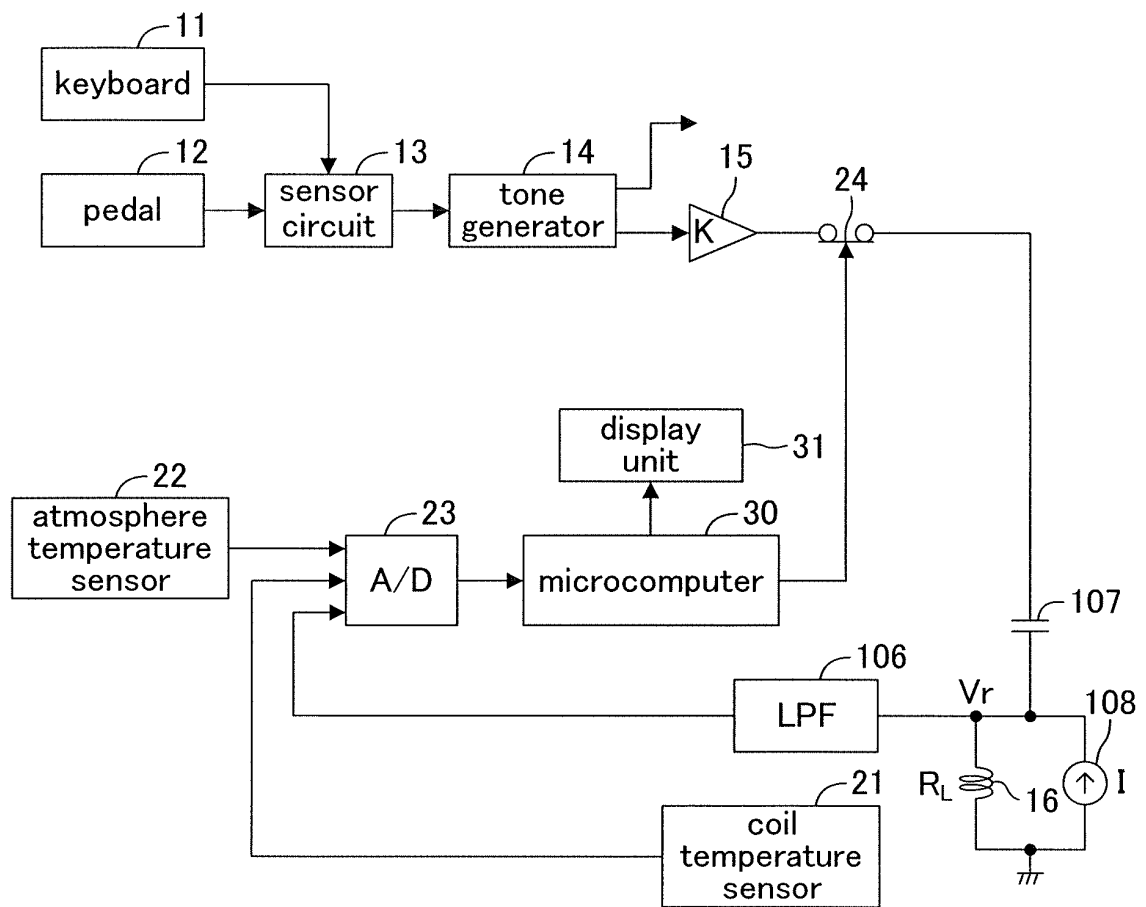 11
keyboard
12
pedal
13
sensor
circuit
14
tone
generator
15
K
24
display
unit
31
22
atmosphere
temperature
sensor
23
A/D
30
microcomputer
107
106
LPF
Vr
108
R_L
16
I
21
coil
temperature
sensor